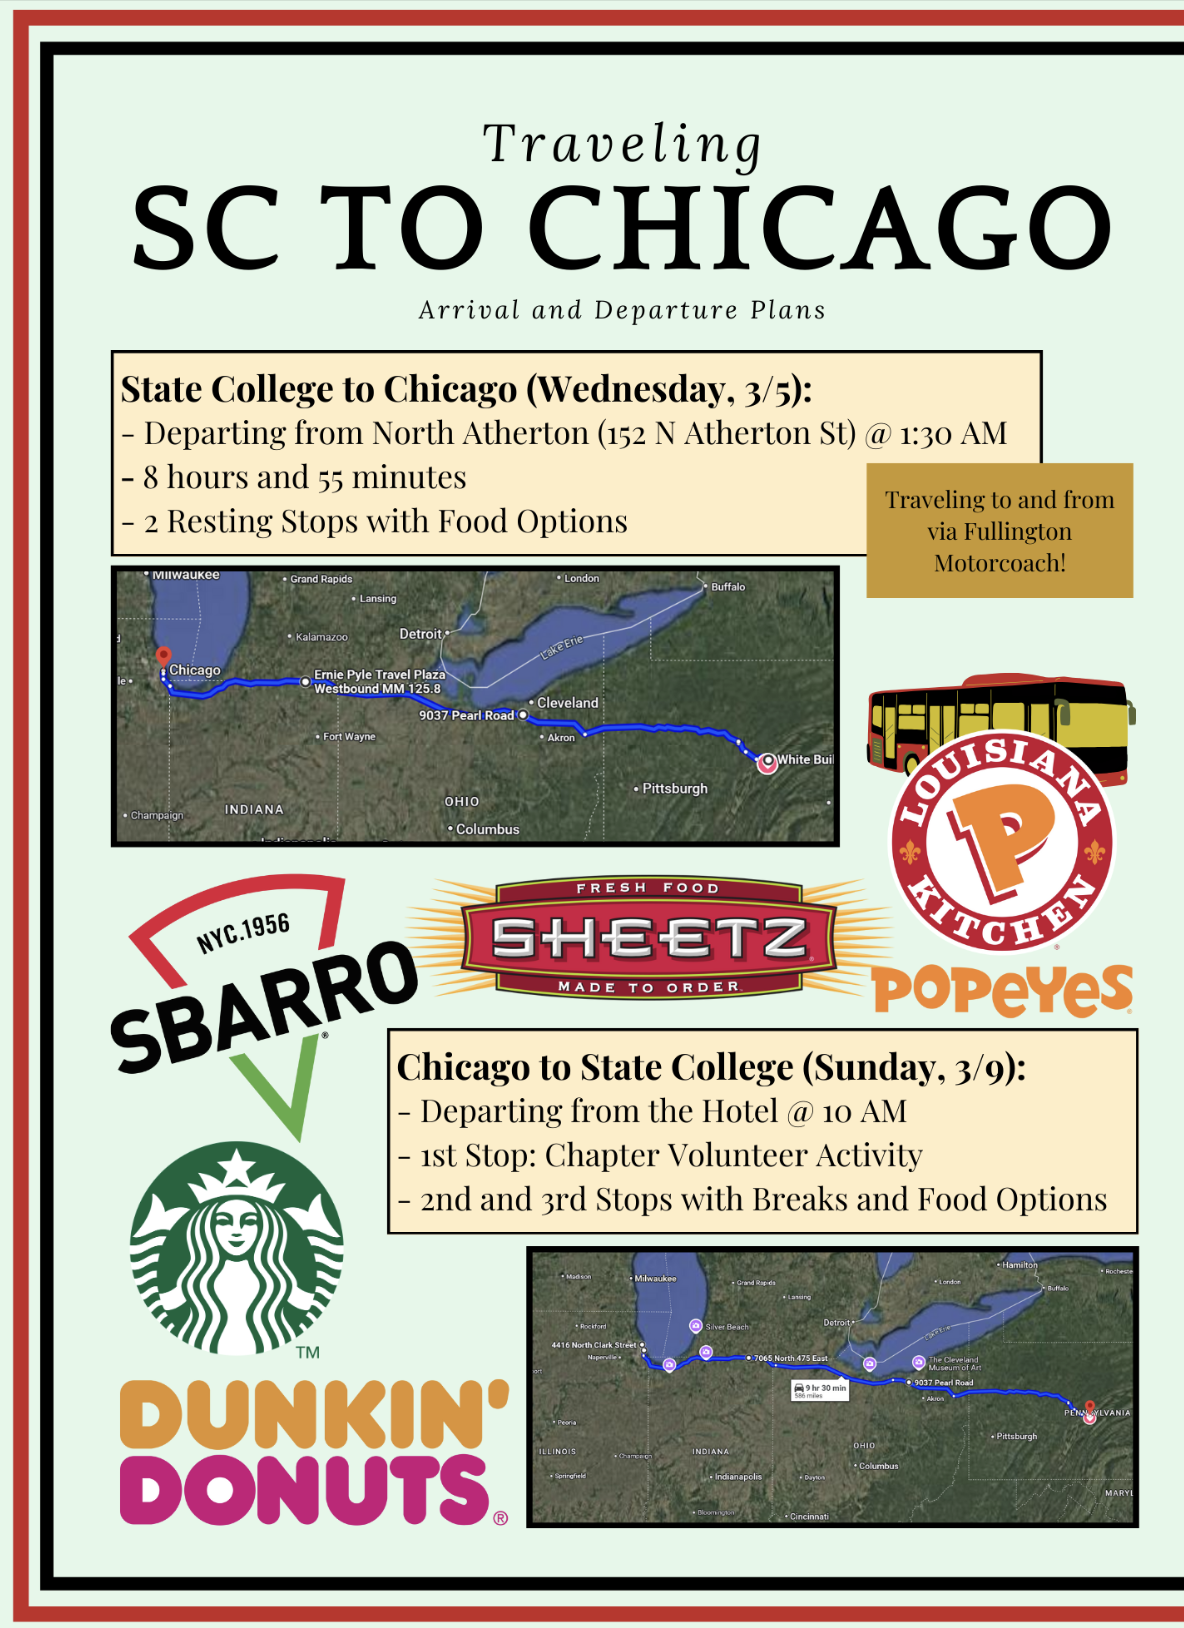 Traveling
SC TO CHICAGO
Arrival and Departure Plans
State College to Chicago (Wednesday, 3/5):
- Departing from North Atherton (152 N Atherton St) @ 1:30 AM
- 8 hours and 55 minutes
- 2 Resting Stops with Food Options
Traveling to and from
via Fullington
Motorcoach!
Milwaukee
Grand Rapids
London
Buffalo
Lansing
Kalamazoo
Detroit
Lake Erie
Chicago
Ernie Pyle Travel Plaza
Westbound MM 125.8
Cleveland
9037 Pearl Road
Fort Wayne
Akron
White Bui
Pittsburgh
INDIANA
OHIO
Champaign
Columbus
LOUISIANA
KITCHEN
POPEYES
NYC.1956
SBARRO
FRESH FOOD
SHEETZ
MADE TO ORDER
Chicago to State College (Sunday, 3/9):
- Departing from the Hotel @ 10 AM
- 1st Stop: Chapter Volunteer Activity
- 2nd and 3rd Stops with Breaks and Food Options
TM
DUNKIN'
DONUTS®
Madison
Milwaukee
Grand Rapids
London
Hamilton
Rocheste
Buffalo
Lansing
Rockford
Silver Beach
Detroit
Lake Erie
4416 North Clark Street
Naperville
7065 North 475 East
The Cleveland
Museum of Art
9 hr 30 min
586 miles
9037 Pearl Road
Akron
PENNSYLVANIA
Peoria
Pittsburgh
ILLINOIS
Champaign
INDIANA
OHIO
Columbus
Springfield
Indianapolis
Dayton
MARYL
Bloomington
Cincinnati